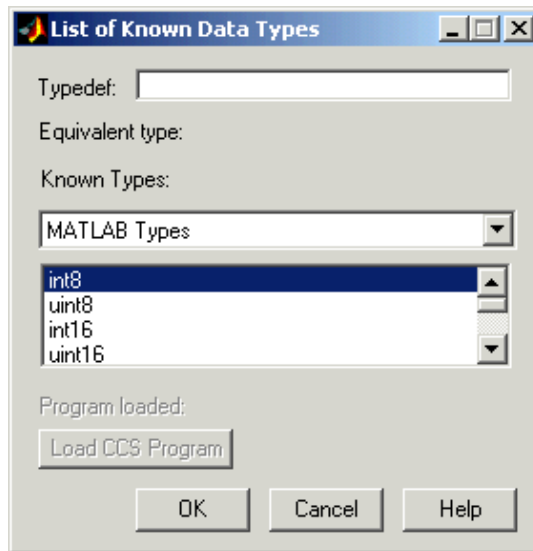 List of Known Data Types
Typedef:
Equivalent type:
Known Types:
MATLAB Types
int8
uint8
int16
uint16
Program loaded:
Load CCS Program
OK Cancel Help